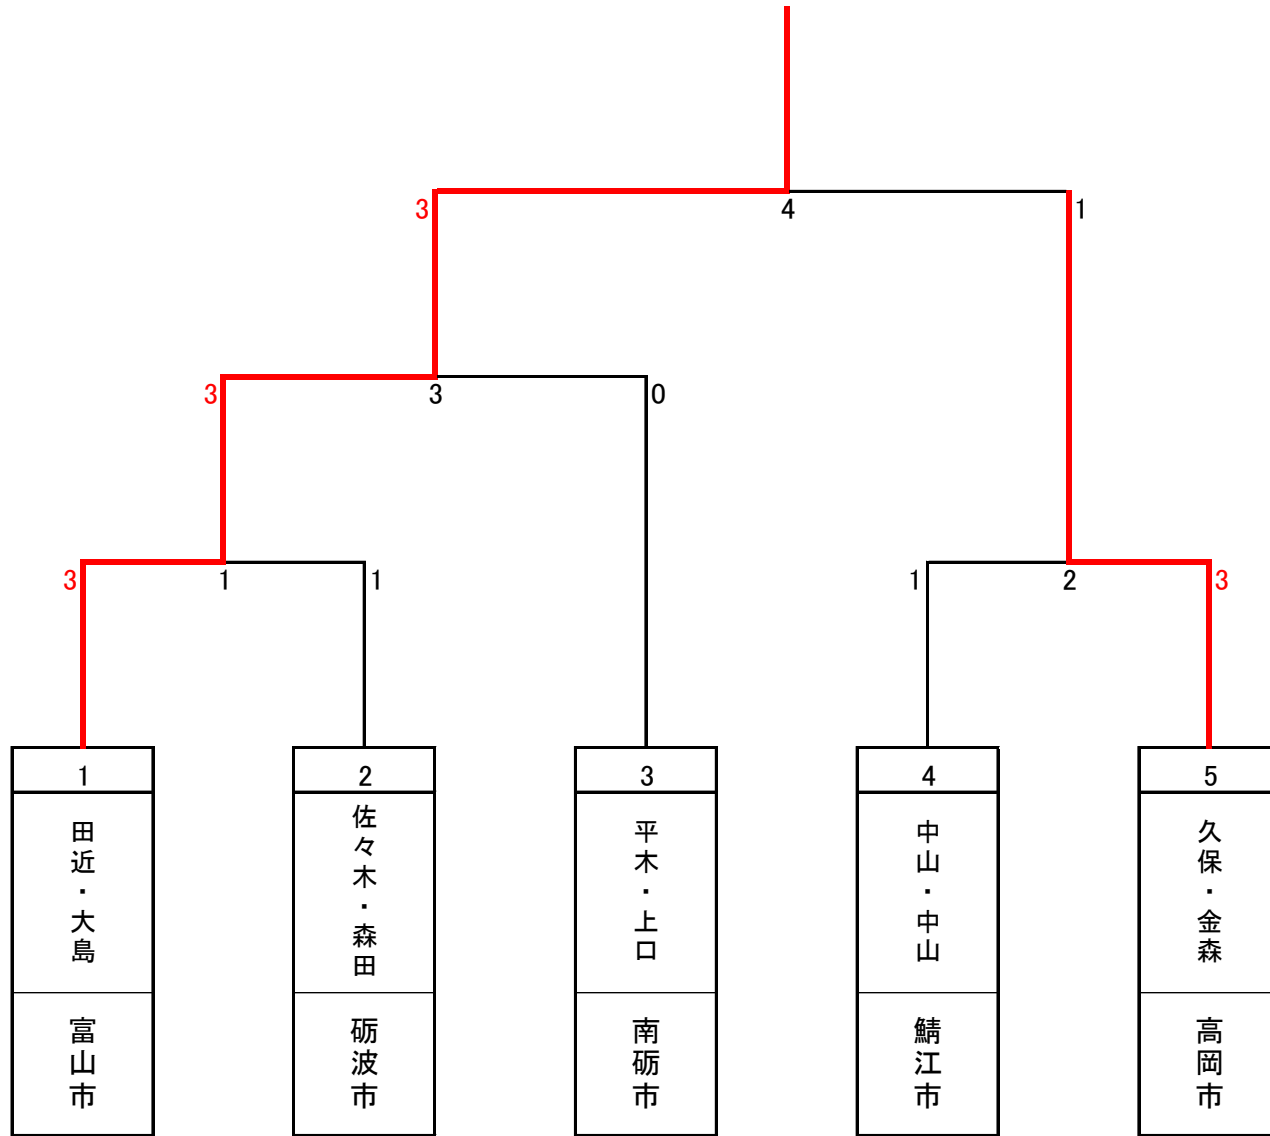 3 4 1
3 3 0
3 1 1 1 2 3
1 2 3 4 5
田近・大島
佐々木・森田
平木・上口
中山・中山
久保・金森
富山市
砺波市
南砺市
鯖江市
高岡市